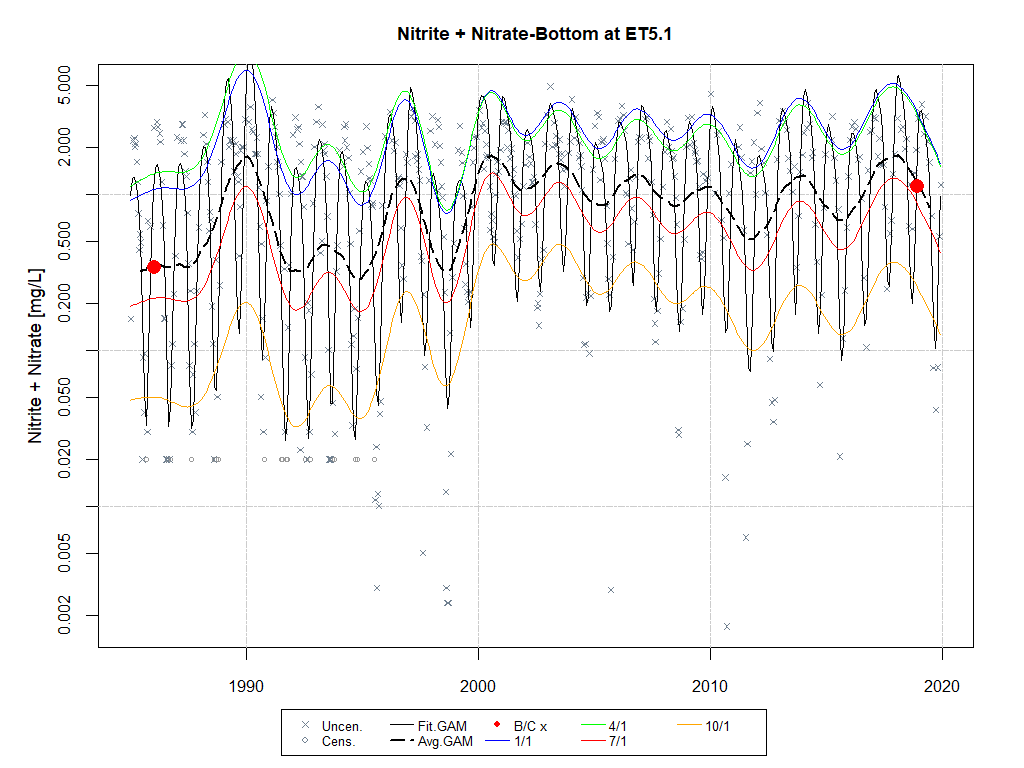 Nitrite + Nitrate-Bottom at ET5.1
Nitrite + Nitrate [mg/L]
5.000
2.000
0.500
0.200
0.050
0.020
0.005
0.002
1990 2000 2010 2020
Uncen. Fit.GAM B/C x 4/1 10/1
Cens. Avg.GAM 1/1 7/1